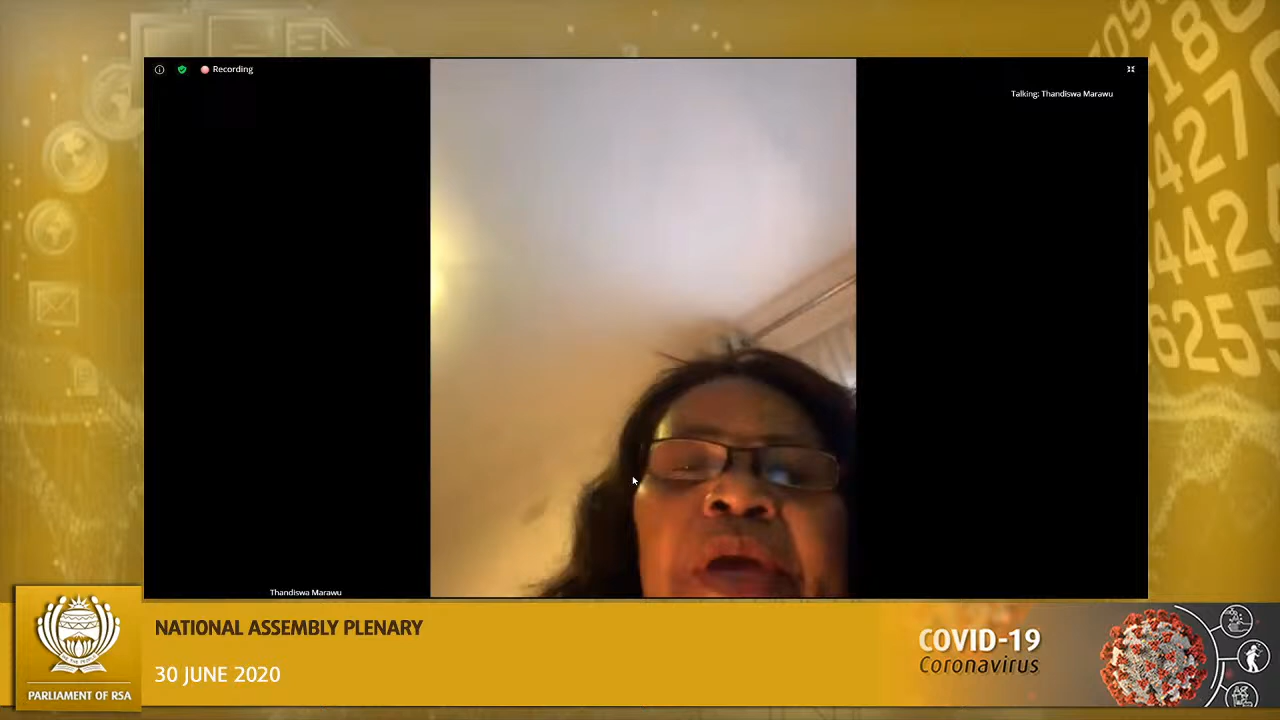 Recording
Talking: Thandiswa Marawu
Thandiswa Marawu
NATIONAL ASSEMBLY PLENARY
30 JUNE 2020
PARLIAMENT OF RSA
COVID-19
Coronavirus